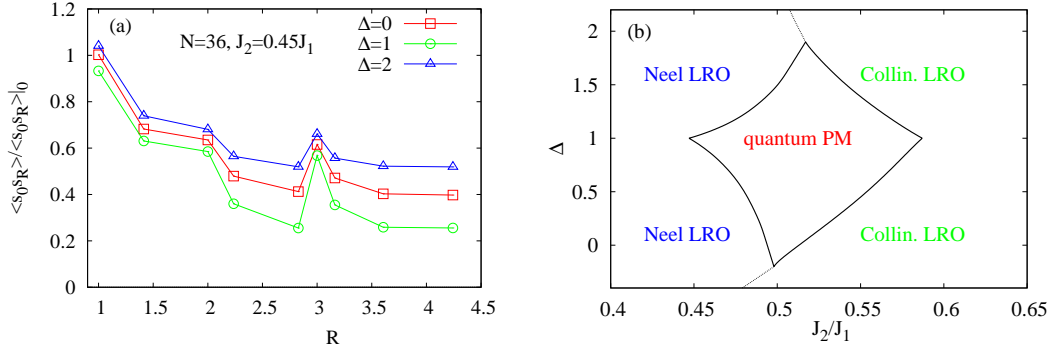 (a)
N=36, J₂=0.45J₁
Δ=0
Δ=1
Δ=2
<s₀s_R>/<s₀s_R>|₀
1.2
1
0.8
0.6
0.4
0.2
0
1 1.5 2 2.5 3 3.5 4 4.5
R
(b)
Neel LRO
Collin. LRO
quantum PM
Neel LRO
Collin. LRO
Δ
2
1.5
1
0.5
0
0.4 0.45 0.5 0.55 0.6 0.65
J₂/J₁